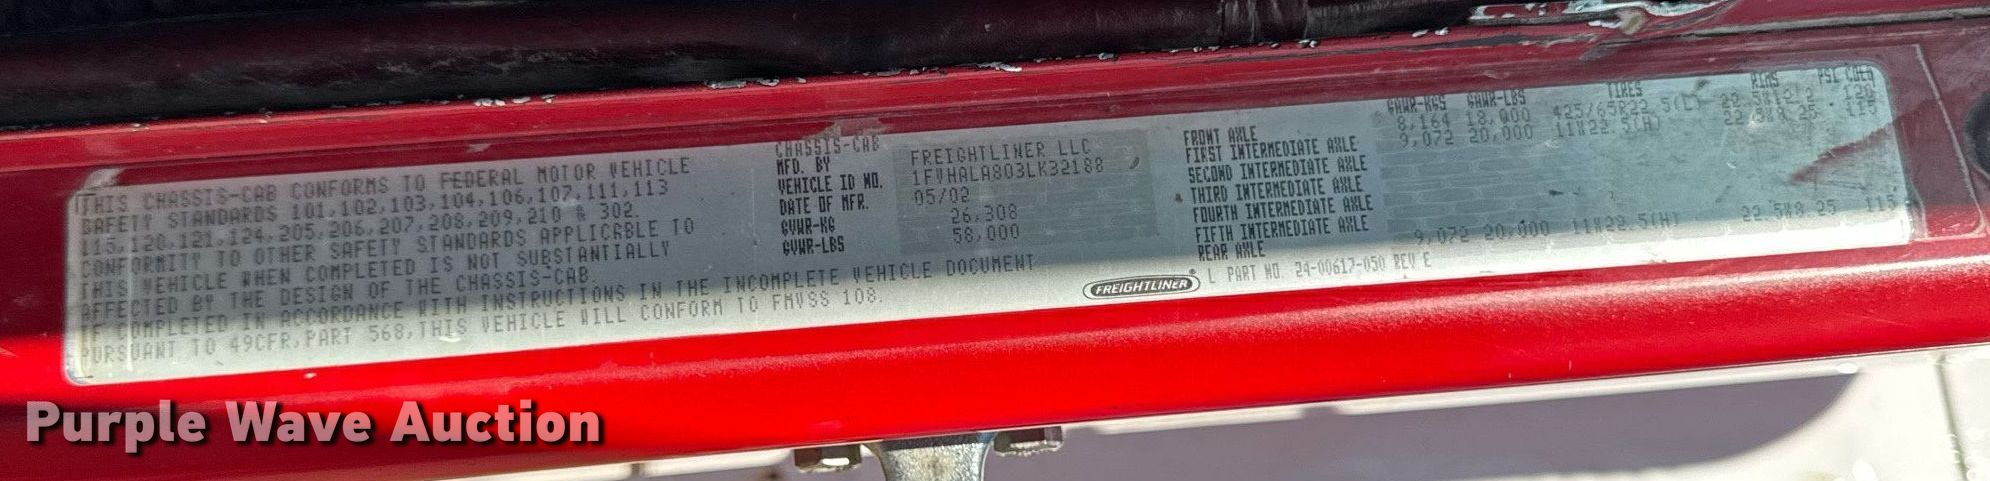 THIS CHASSIS-CAB CONFORMS TO FEDERAL MOTOR VEHICLE
SAFETY STANDARDS 101,102,103,104,106,107,111,113
115,120,121,124,205,206,207,208,209,210 & 302.
CONFORMITY TO OTHER SAFETY STANDARDS APPLICABLE TO
THIS VEHICLE WHEN COMPLETED IS NOT SUBSTANTIALLY
AFFECTED BY THE DESIGN OF THE CHASSIS-CAB.
IF COMPLETED IN ACCORDANCE WITH INSTRUCTIONS IN THE INCOMPLETE VEHICLE DOCUMENT
PURSUANT TO 49CFR,PART 568,THIS VEHICLE WILL CONFORM TO FMVSS 108.
CHASSIS-CAB
MFD. BY FREIGHTLINER LLC
VEHICLE ID NO. 1FVHALA803LK32188
DATE OF MFR. 05/02
GVWR-KG 26,308
GVWR-LBS 58,000
GAWR-KGS GAWR-LBS TIRES RIMS PSI COLD
FRONT AXLE 8,164 18,000 425/65R22.5(L) 120
FIRST INTERMEDIATE AXLE 9,072 20,000 11R22.5(H) 22.5X8.25 115
SECOND INTERMEDIATE AXLE
THIRD INTERMEDIATE AXLE
FOURTH INTERMEDIATE AXLE
FIFTH INTERMEDIATE AXLE
REAR AXLE 9,072 20,000 11R22.5(H) 22.5X8.25 115
FREIGHTLINER® L PART NO. 24-00617-050 REV E
Purple Wave Auction